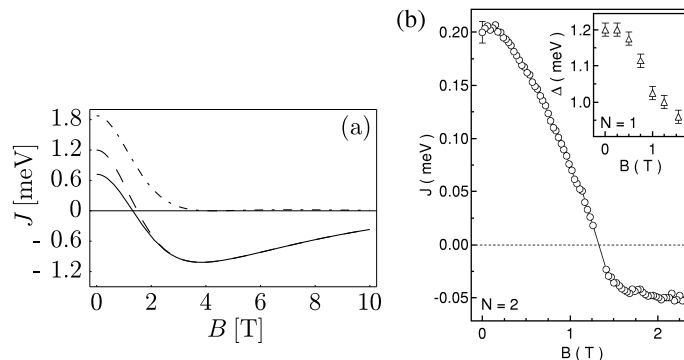 (a)
J [meV]
1.8
1.2
0.6
0
- 0.6
- 1.2
0 2 4 6 8 10
B [T]
(b)
J ( meV )
0.20
0.15
0.10
0.05
0.00
-0.05
N = 2
0 1 2
B ( T )
Δ ( meV )
1.2
1.1
1.0
N = 1
0 1
B ( T )